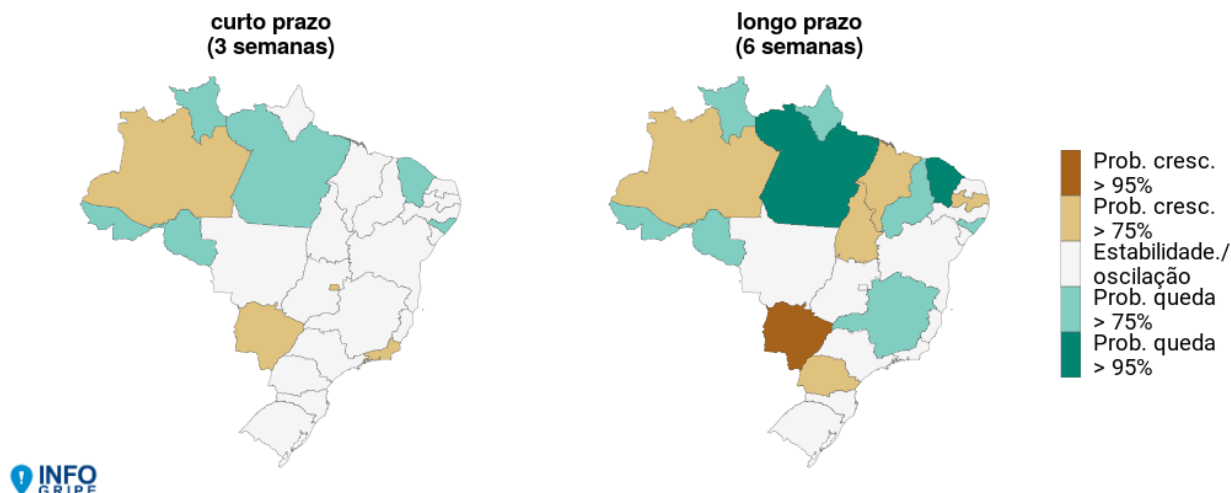 curto prazo
(3 semanas)
longo prazo
(6 semanas)
Prob. cresc.
> 95%
Prob. cresc.
> 75%
Estabilidade./
oscilação
Prob. queda
> 75%
Prob. queda
> 95%
INFO
GRIPE